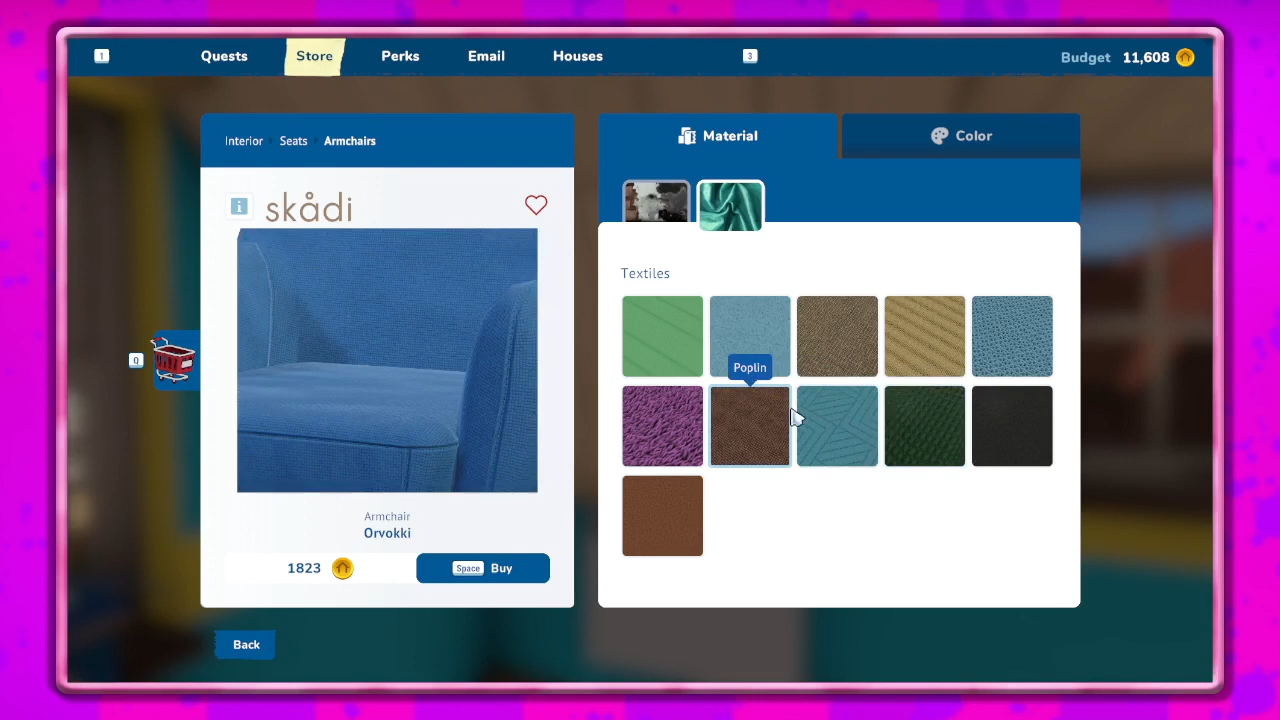 1 Quests Store Perks Email Houses 3 Budget 11,608
Interior Seats Armchairs
Material
Color
i skådi
Textiles
Poplin
Q
Armchair
Orvokki
1823 Space Buy
Back